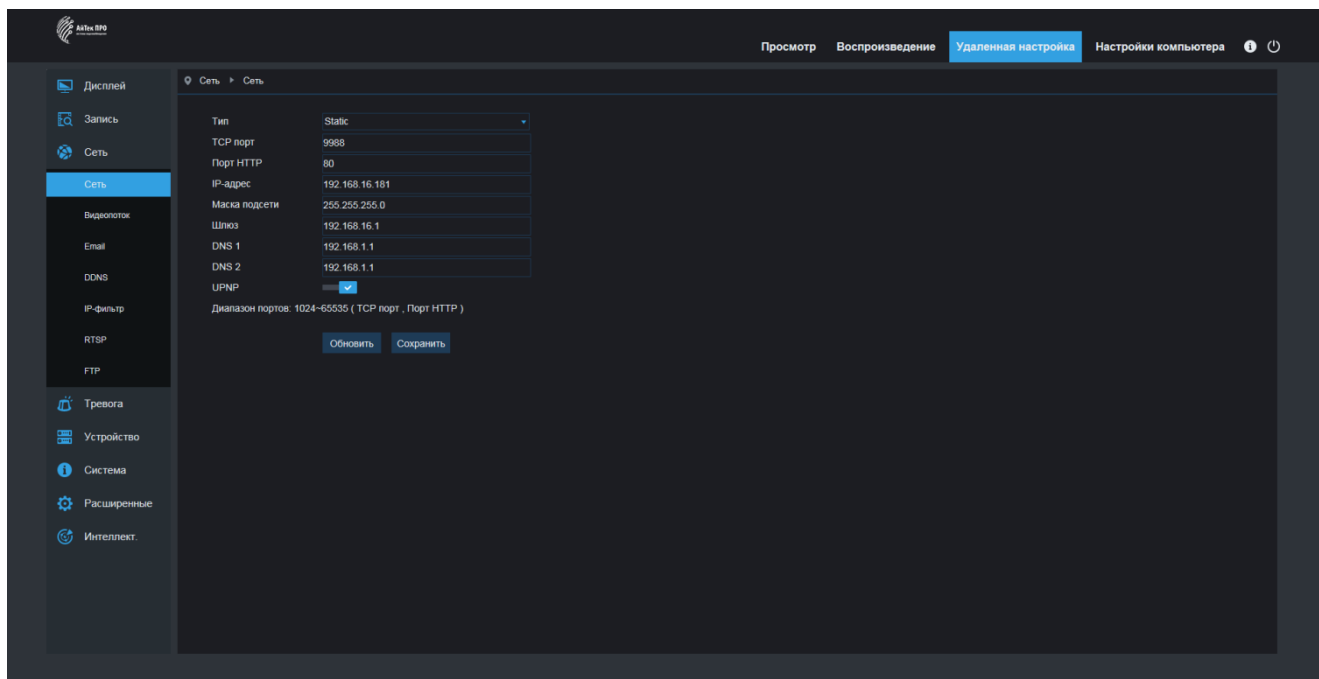 АйТек ПРО
Просмотр Воспроизведение Удаленная настройка Настройки компьютера
Дисплей
Запись
Сеть
Сеть
Видеопоток
Email
DDNS
IP-фильтр
RTSP
FTP
Тревога
Устройство
Система
Расширенные
Интеллект.
Сеть Сеть
Тип Static
TCP порт 9988
Порт HTTP 80
IP-адрес 192.168.16.181
Маска подсети 255.255.255.0
Шлюз 192.168.16.1
DNS 1 192.168.1.1
DNS 2 192.168.1.1
UPNP
Диапазон портов: 1024~65535 ( TCP порт , Порт HTTP )
Обновить Сохранить